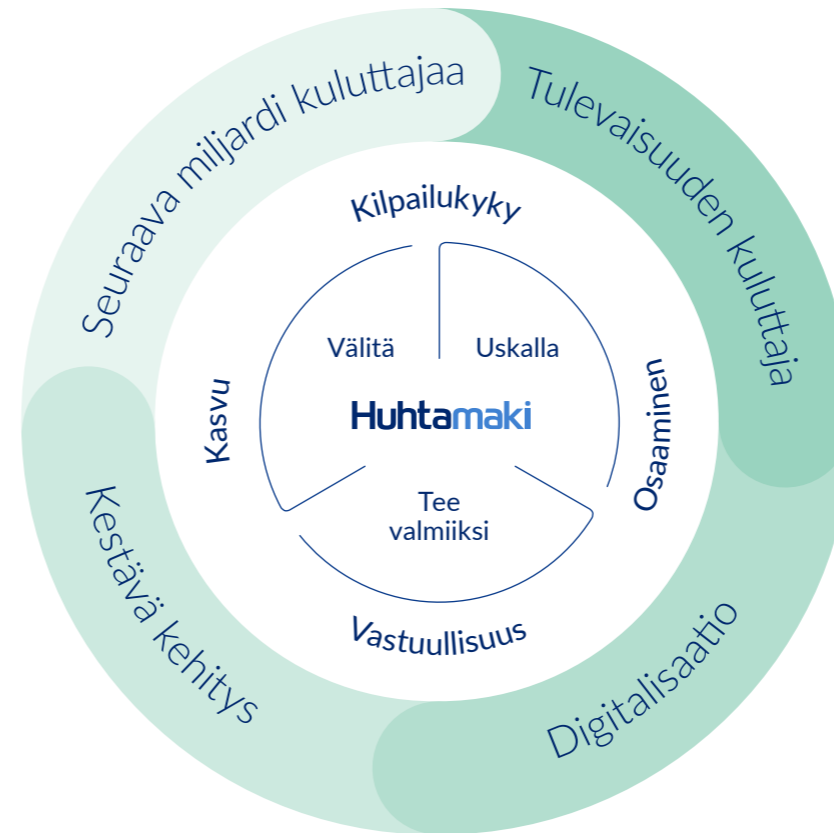 Seuraava miljardi kuluttajaa
Tulevaisuuden kuluttaja
Kilpailukyky
Välitä
Uskalla
Kasvu
Huhtamaki
Osaaminen
Tee
valmiiksi
Vastuullisuus
Kestävä kehitys
Digitalisaatio